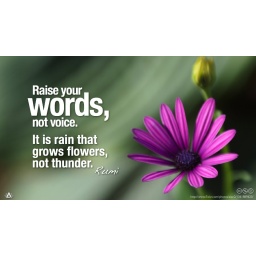 Raise your
words,
not voice.
It is rain that
grows flowers,
not thunder.
Rumi